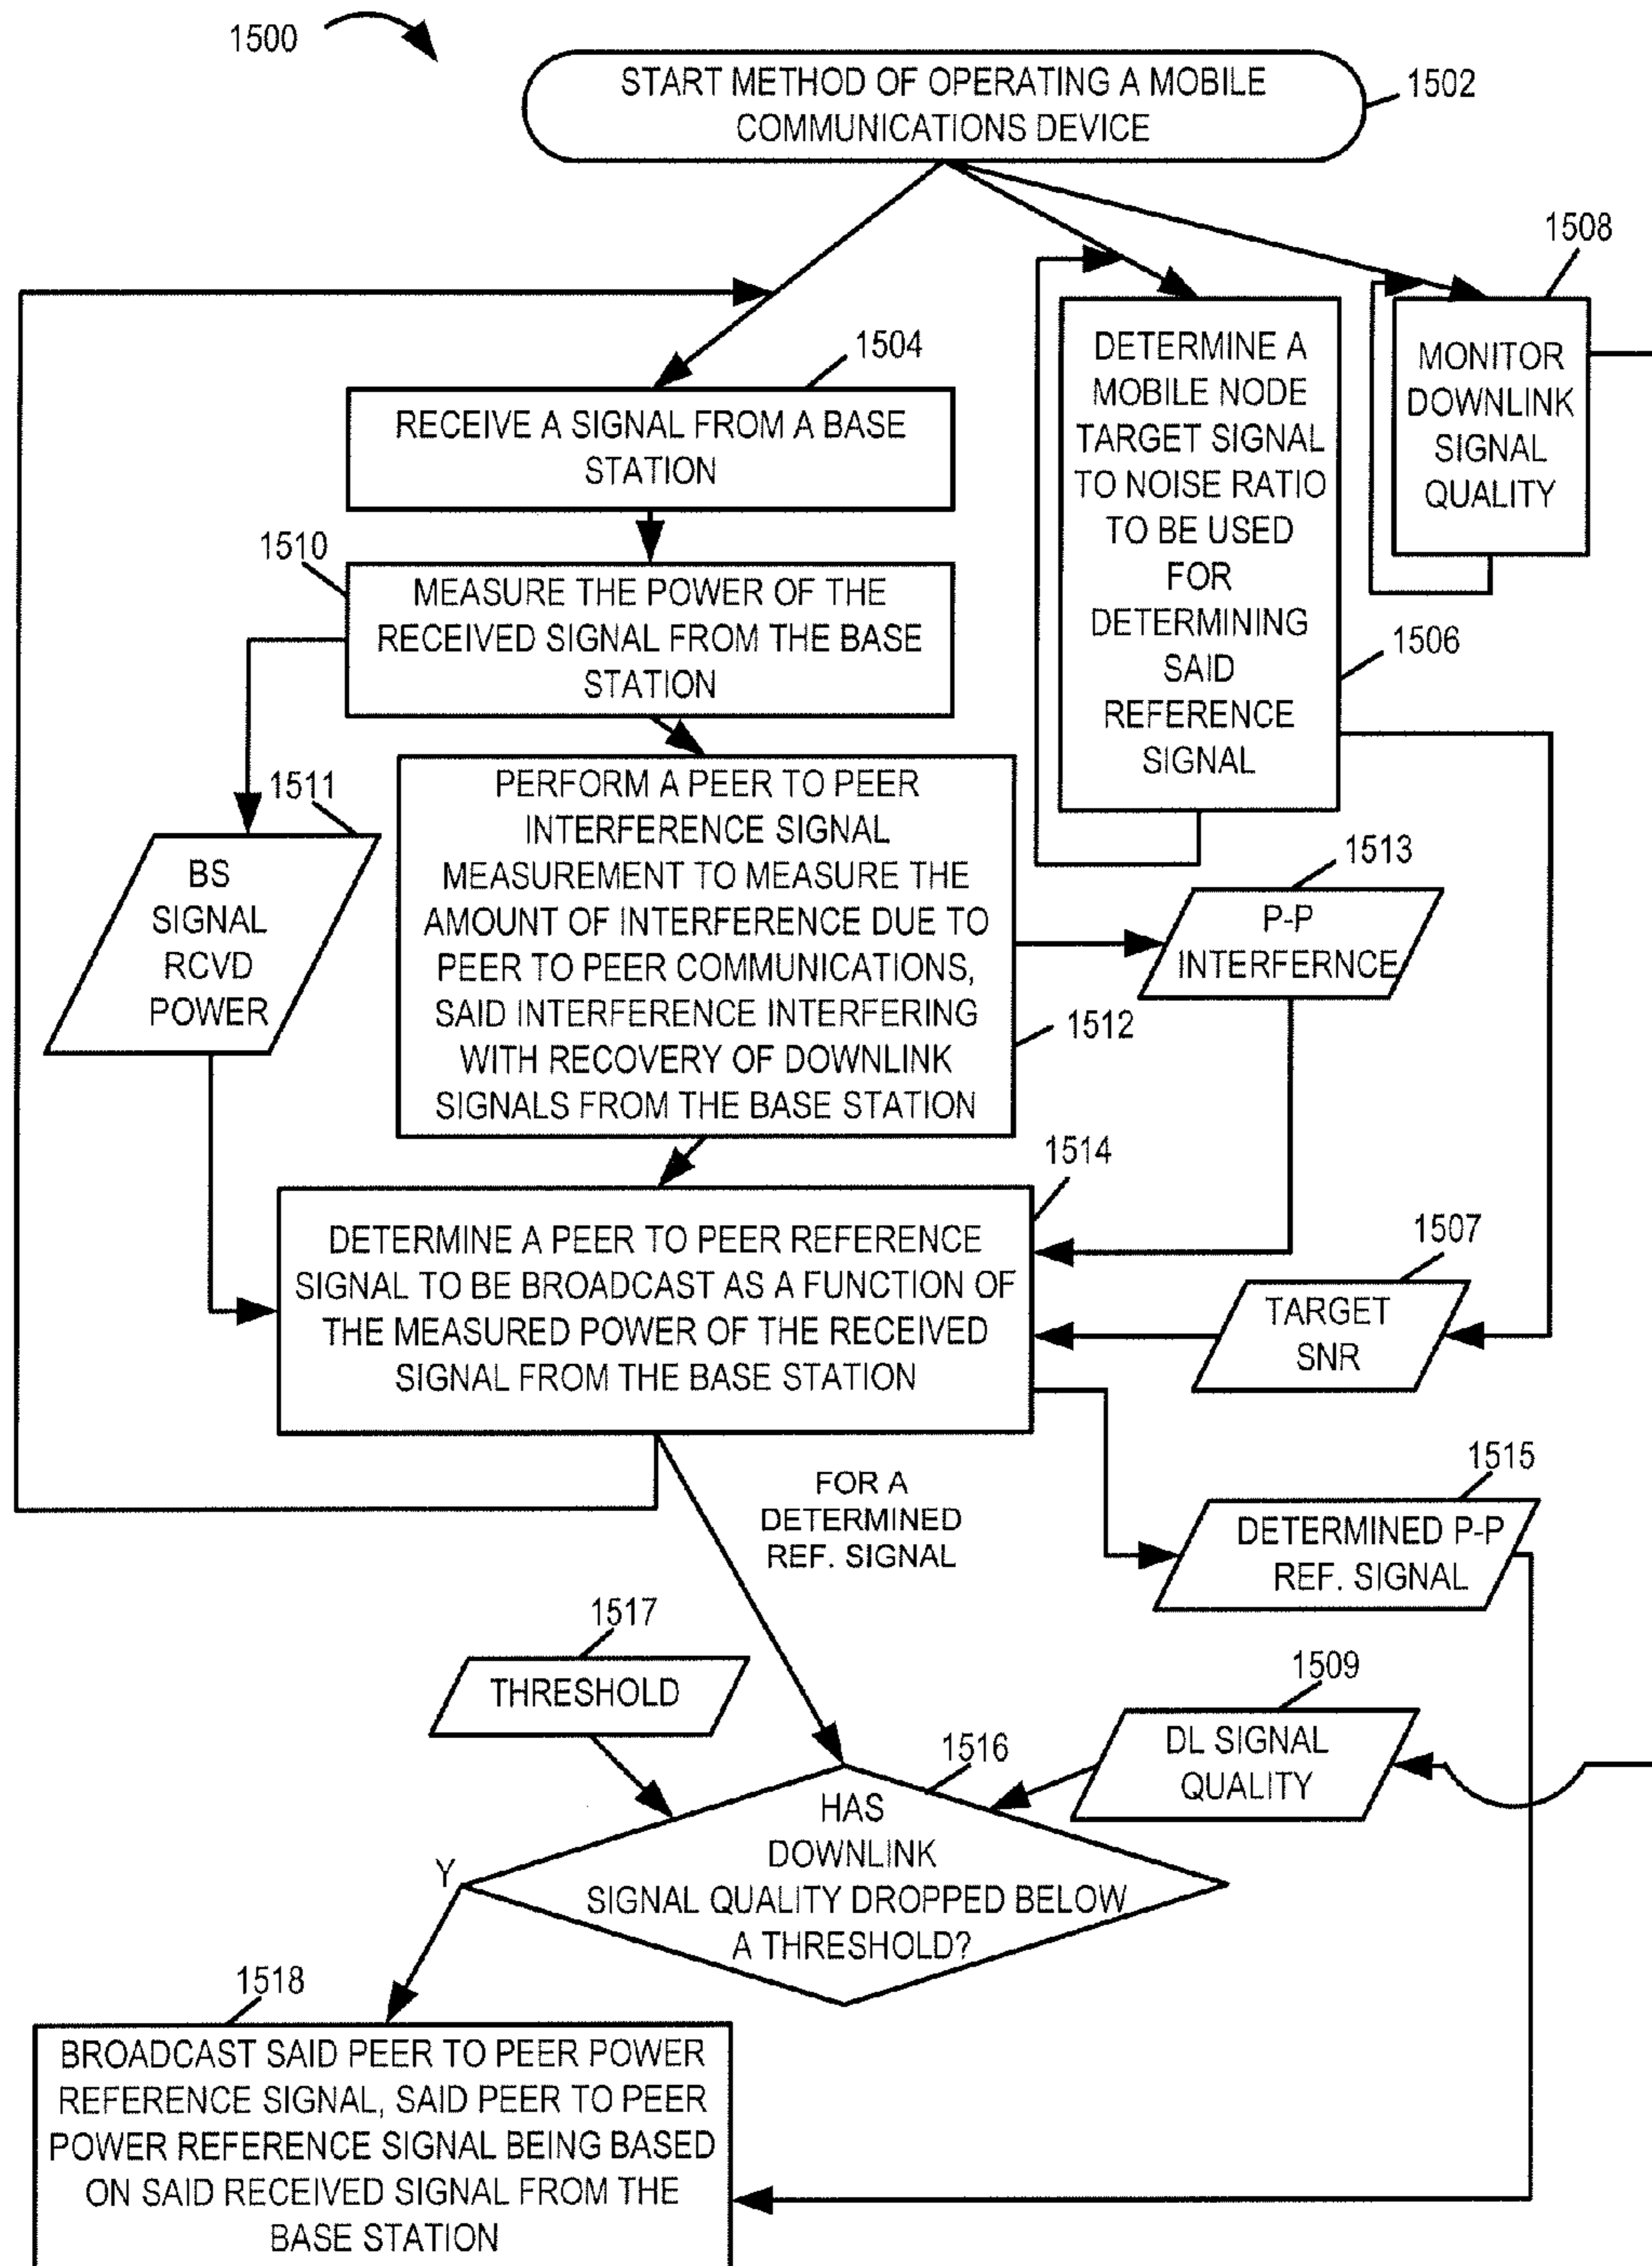 1500
START METHOD OF OPERATING A MOBILE
COMMUNICATIONS DEVICE
1502
1508
MONITOR
DOWNLINK
SIGNAL
QUALITY
1504
RECEIVE A SIGNAL FROM A BASE
STATION
DETERMINE A
MOBILE NODE
TARGET SIGNAL
TO NOISE RATIO
TO BE USED
FOR
DETERMINING
SAID
REFERENCE
SIGNAL
1506
1510
MEASURE THE POWER OF THE
RECEIVED SIGNAL FROM THE BASE
STATION
1511
BS
SIGNAL
RCVD
POWER
PERFORM A PEER TO PEER
INTERFERENCE SIGNAL
MEASUREMENT TO MEASURE THE
AMOUNT OF INTERFERENCE DUE TO
PEER TO PEER COMMUNICATIONS,
SAID INTERFERENCE INTERFERING
WITH RECOVERY OF DOWNLINK
SIGNALS FROM THE BASE STATION
1512
1513
P-P
INTERFERNCE
1514
DETERMINE A PEER TO PEER REFERENCE
SIGNAL TO BE BROADCAST AS A FUNCTION OF
THE MEASURED POWER OF THE RECEIVED
SIGNAL FROM THE BASE STATION
1507
TARGET
SNR
FOR A
DETERMINED
REF. SIGNAL
1515
DETERMINED P-P
REF. SIGNAL
1517
THRESHOLD
1509
DL SIGNAL
QUALITY
1516
HAS
DOWNLINK
SIGNAL QUALITY DROPPED BELOW
A THRESHOLD?
Y
1518
BROADCAST SAID PEER TO PEER POWER
REFERENCE SIGNAL, SAID PEER TO PEER
POWER REFERENCE SIGNAL BEING BASED
ON SAID RECEIVED SIGNAL FROM THE
BASE STATION